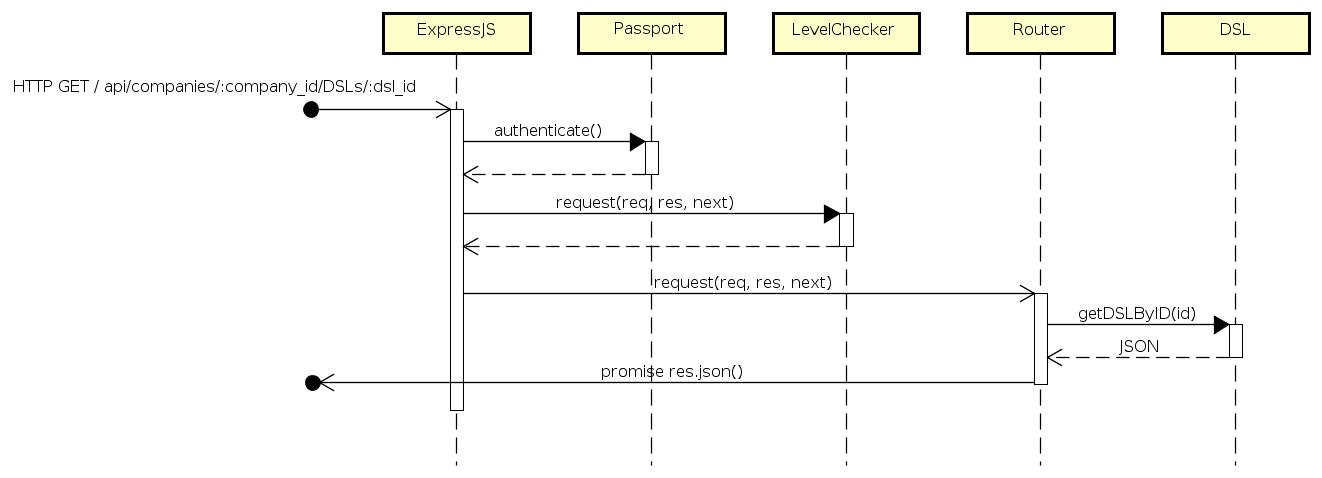 ExpressJS
Passport
LevelChecker
Router
DSL
HTTP GET / api/companies/:company_id/DSLs/:dsl_id
authenticate()
request(req, res, next)
request(req, res, next)
getDSLByID(id)
JSON
promise res.json()